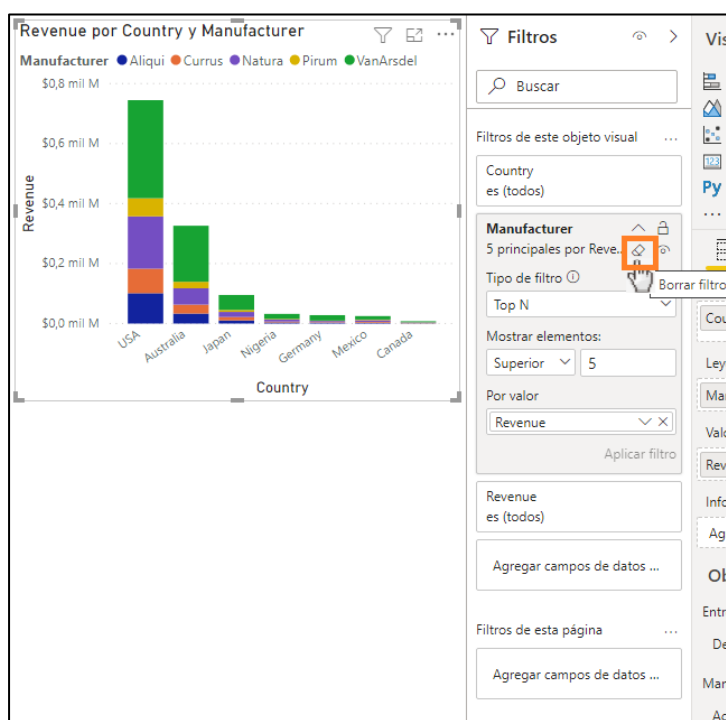 Revenue por Country y Manufacturer
Manufacturer Aliqui Currus Natura Pirum VanArsdel
$0,8 mil M
$0,6 mil M
$0,4 mil M
$0,2 mil M
$0,0 mil M
Revenue
USA
Australia
Japan
Nigeria
Germany
Mexico
Canada
Country
Filtros
Buscar
Filtros de este objeto visual ...
Country
es (todos)
Manufacturer
5 principales por Reve...
Borrar filtro
Tipo de filtro
Top N
Mostrar elementos:
Superior 5
Por valor
Revenue
Aplicar filtro
Revenue
es (todos)
Agregar campos de datos ...
Filtros de esta página ...
Agregar campos de datos ...
Vis
123
Py
...
Cou
Ley
Ma
Valo
Rev
Info
Ag
Ob
Entr
De
Man